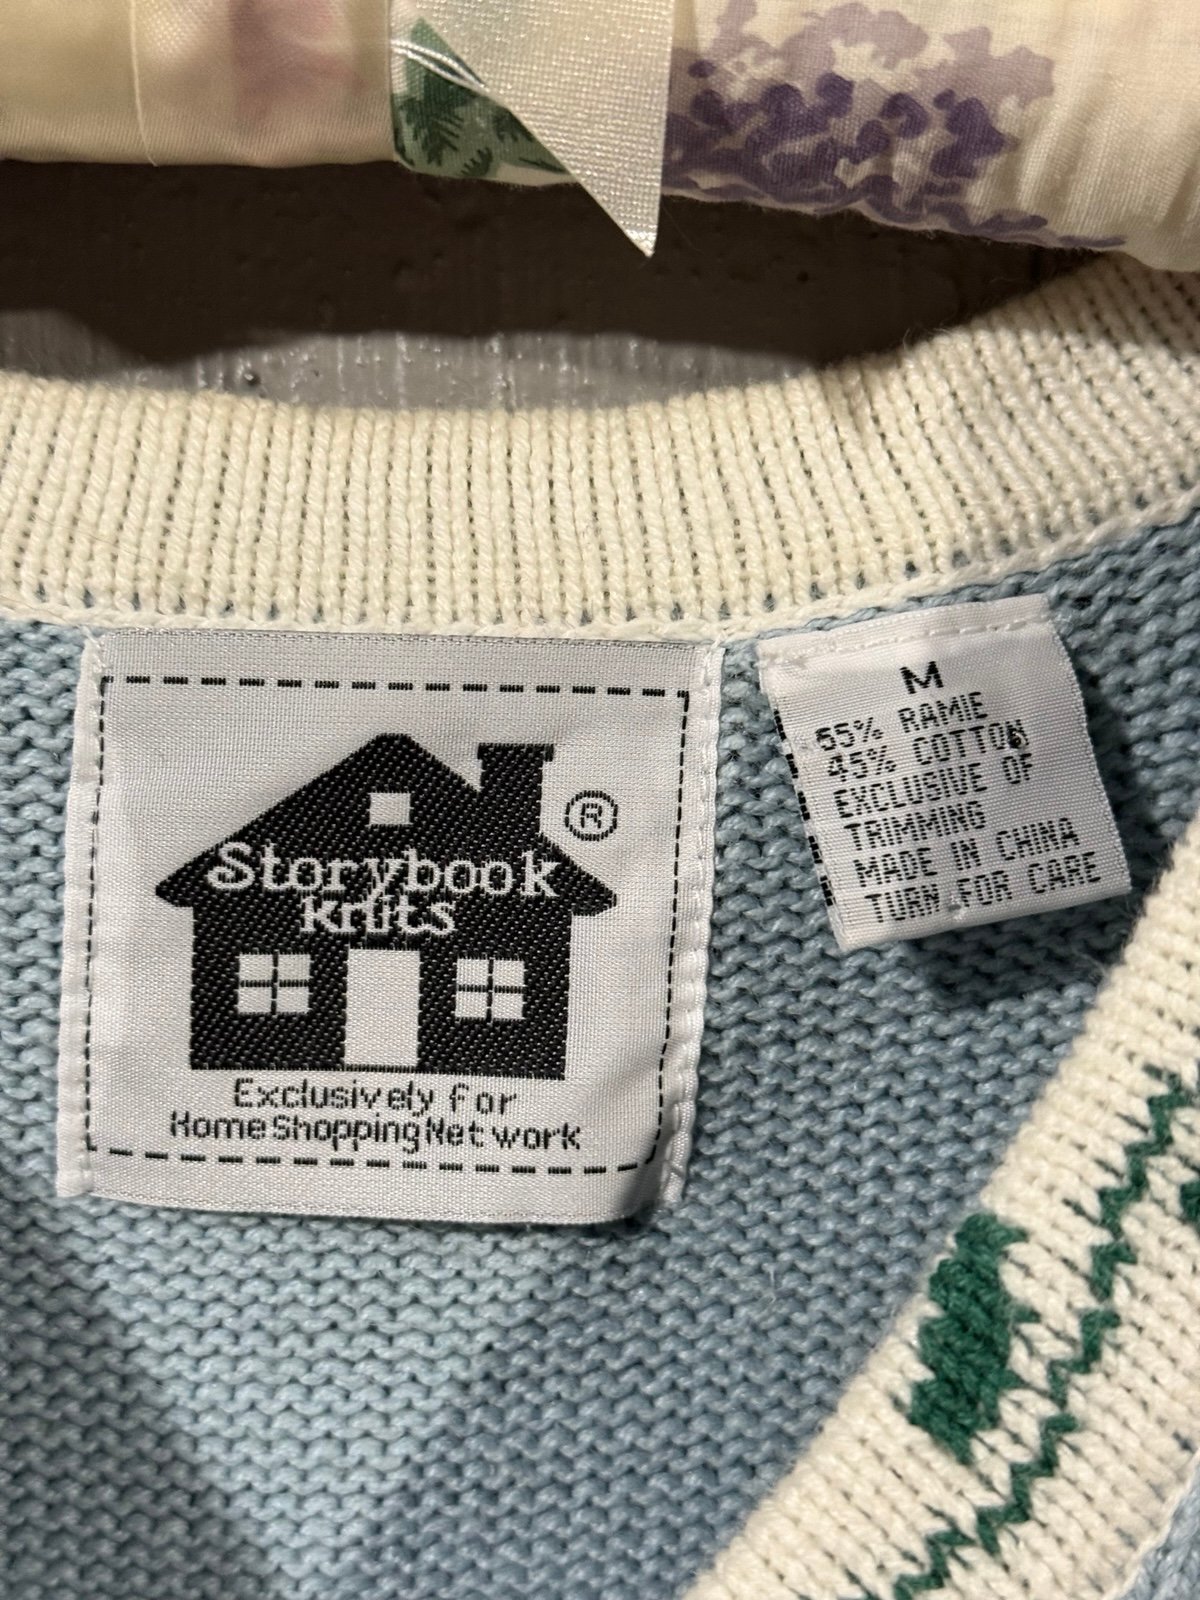 Storybook
Knits
®
Exclusively for
Home Shopping Network
M
55% RAMIE
45% COTTON
EXCLUSIVE OF
TRIMMING
MADE IN CHINA
TURN FOR CARE